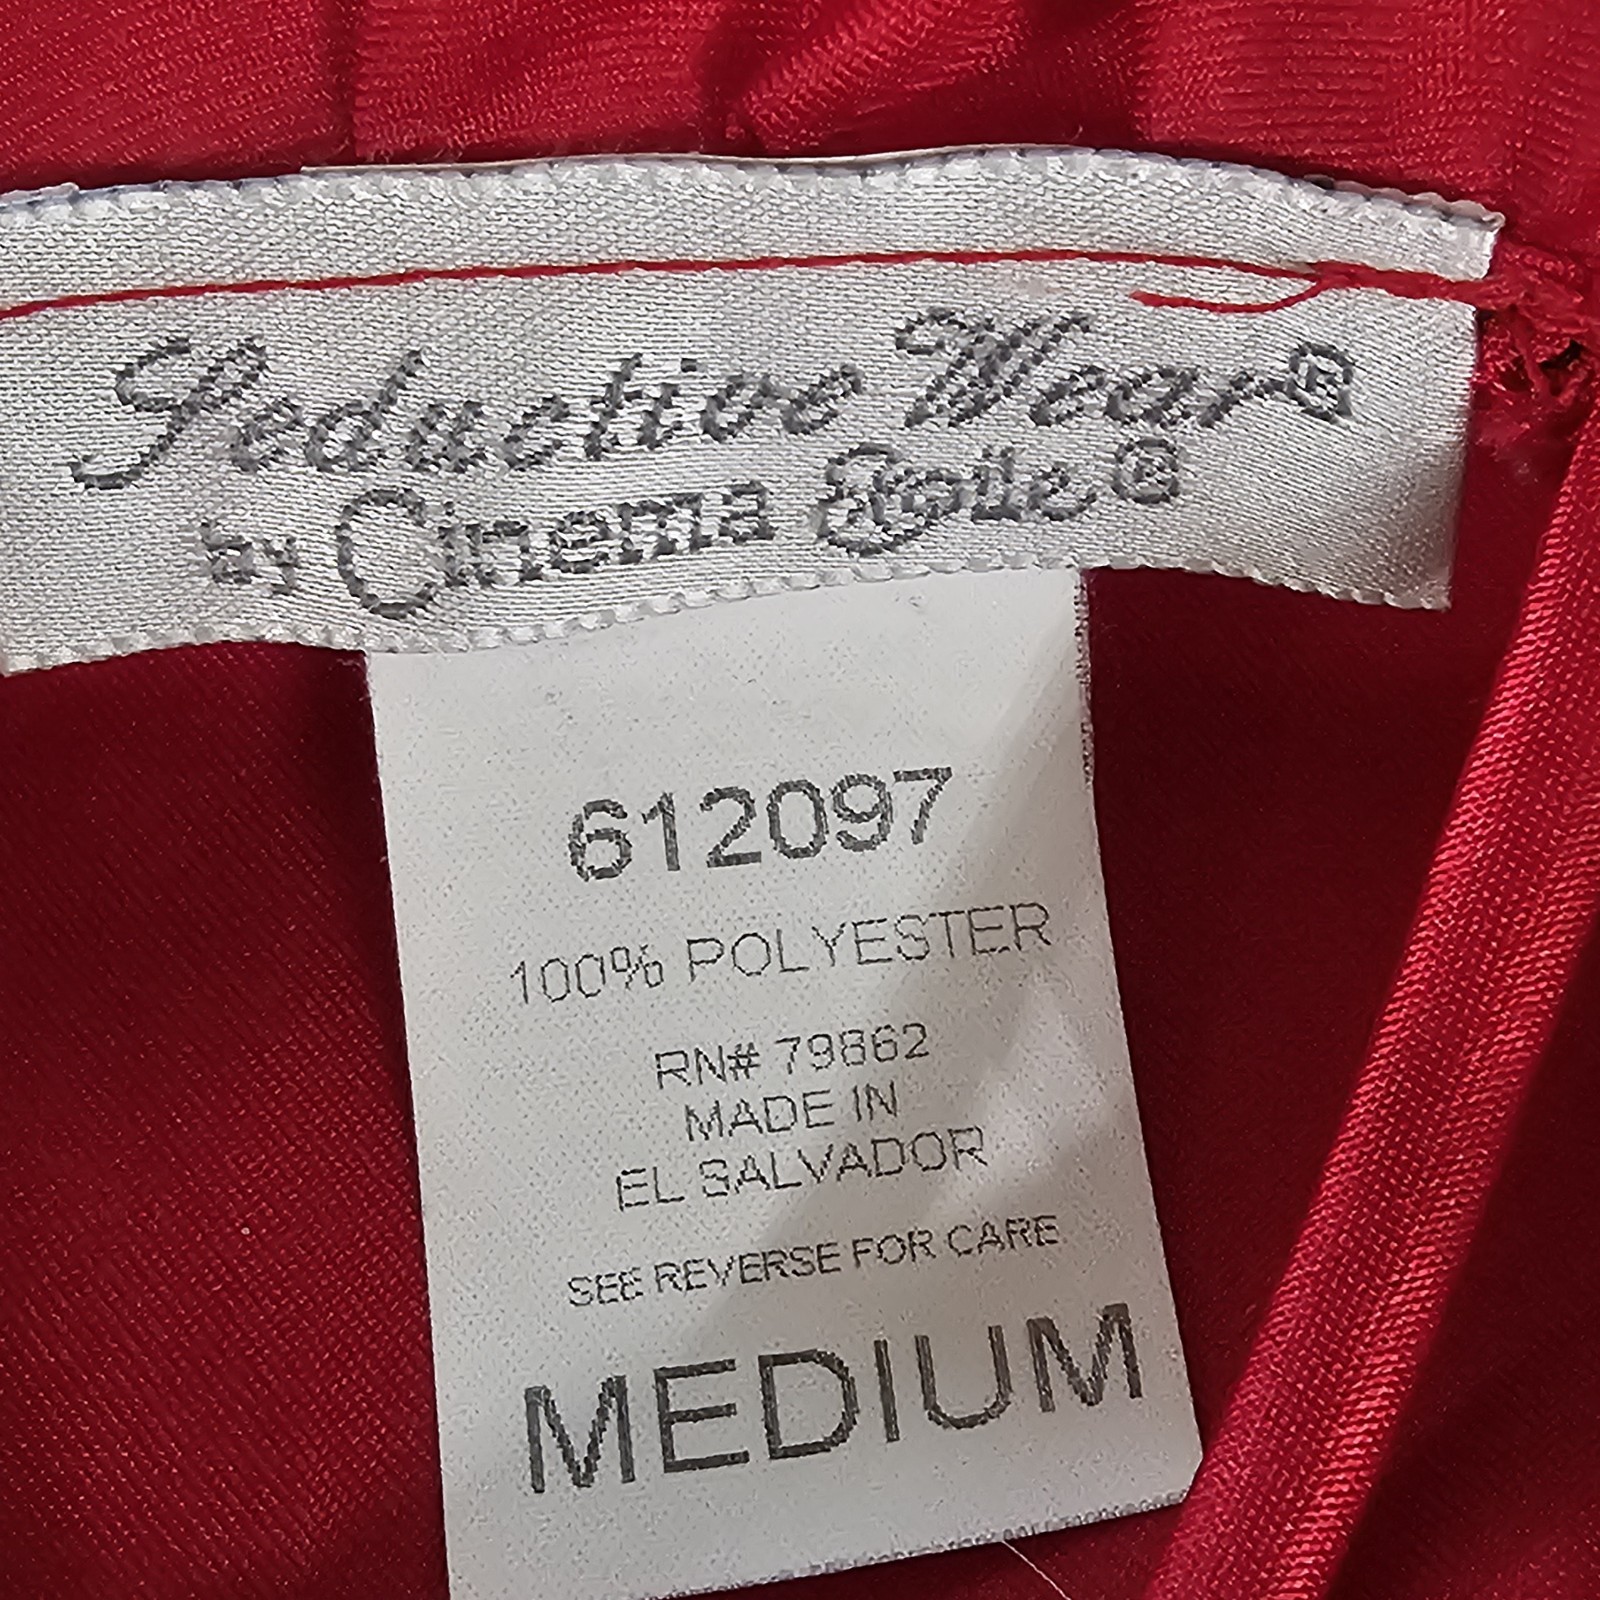 Seductive Wear®
by Cinema Etoile®
612097
100% POLYESTER
RN# 79862
MADE IN
EL SALVADOR
SEE REVERSE FOR CARE
MEDIUM